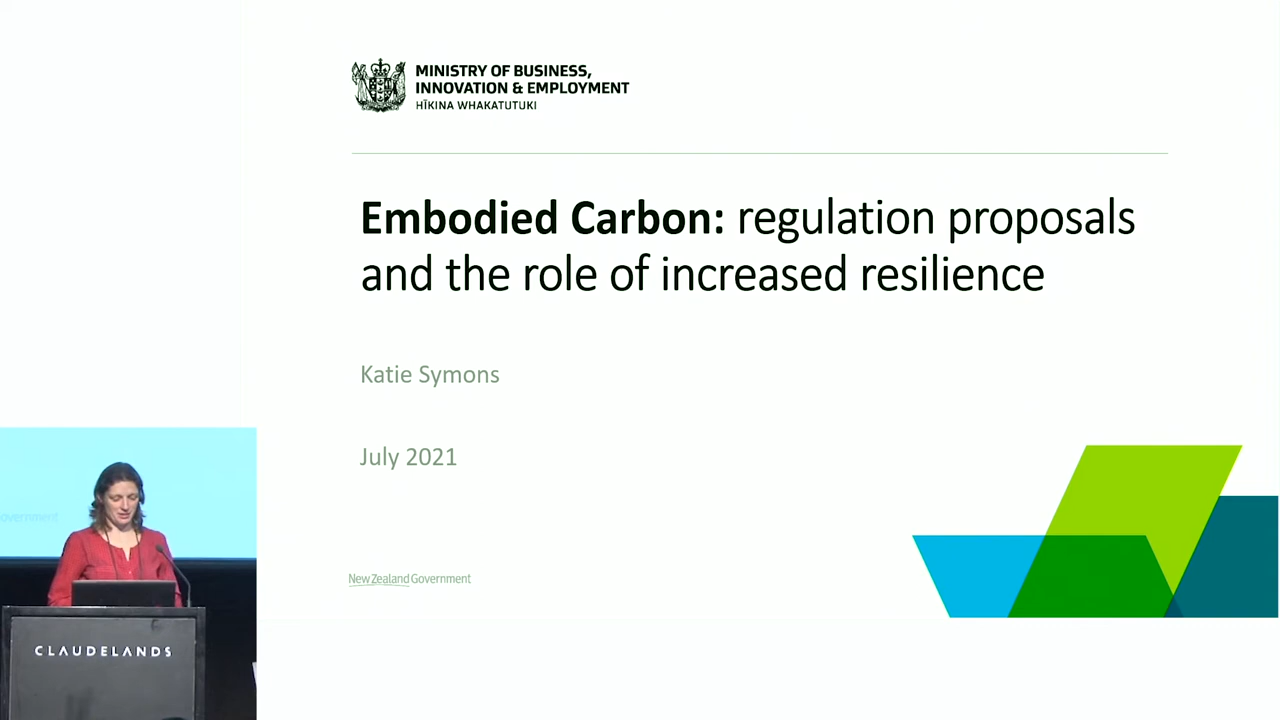 MINISTRY OF BUSINESS,
INNOVATION & EMPLOYMENT
HĪKINA WHAKATUTUKI
Embodied Carbon: regulation proposals
and the role of increased resilience
Katie Symons
July 2021
New Zealand Government
overnment
CLAUDELANDS